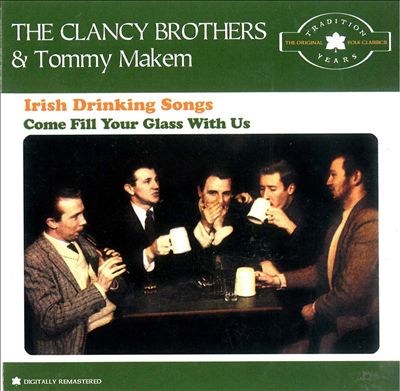 THE CLANCY BROTHERS
& Tommy Makem
TRADITION
THE ORIGINAL FOLK CLASSICS
YEARS
Irish Drinking Songs
Come Fill Your Glass With Us
DIGITALLY REMASTERED